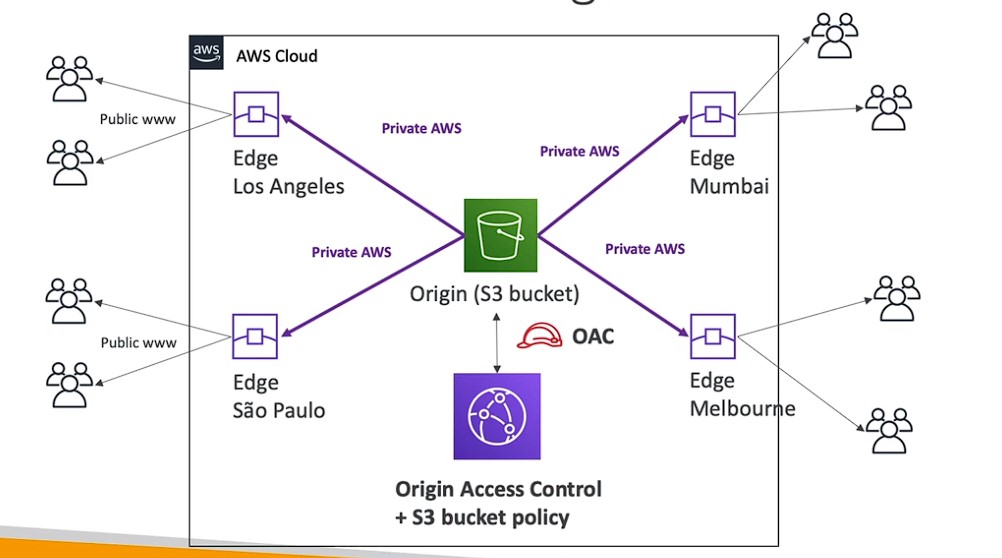 aws
AWS Cloud
Public www
Private AWS
Private AWS
Edge
Los Angeles
Edge
Mumbai
Private AWS
Private AWS
Origin (S3 bucket)
OAC
Public www
Edge
São Paulo
Edge
Melbourne
Origin Access Control
+ S3 bucket policy